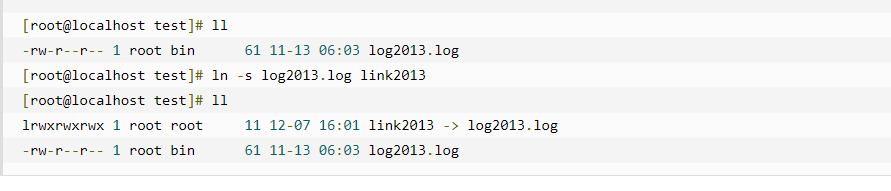 [root@localhost test]# ll
-rw-r--r-- 1 root bin      61 11-13 06:03 log2013.log
[root@localhost test]# ln -s log2013.log link2013
[root@localhost test]# ll
lrwxrwxrwx 1 root root     11 12-07 16:01 link2013 -> log2013.log
-rw-r--r-- 1 root bin      61 11-13 06:03 log2013.log